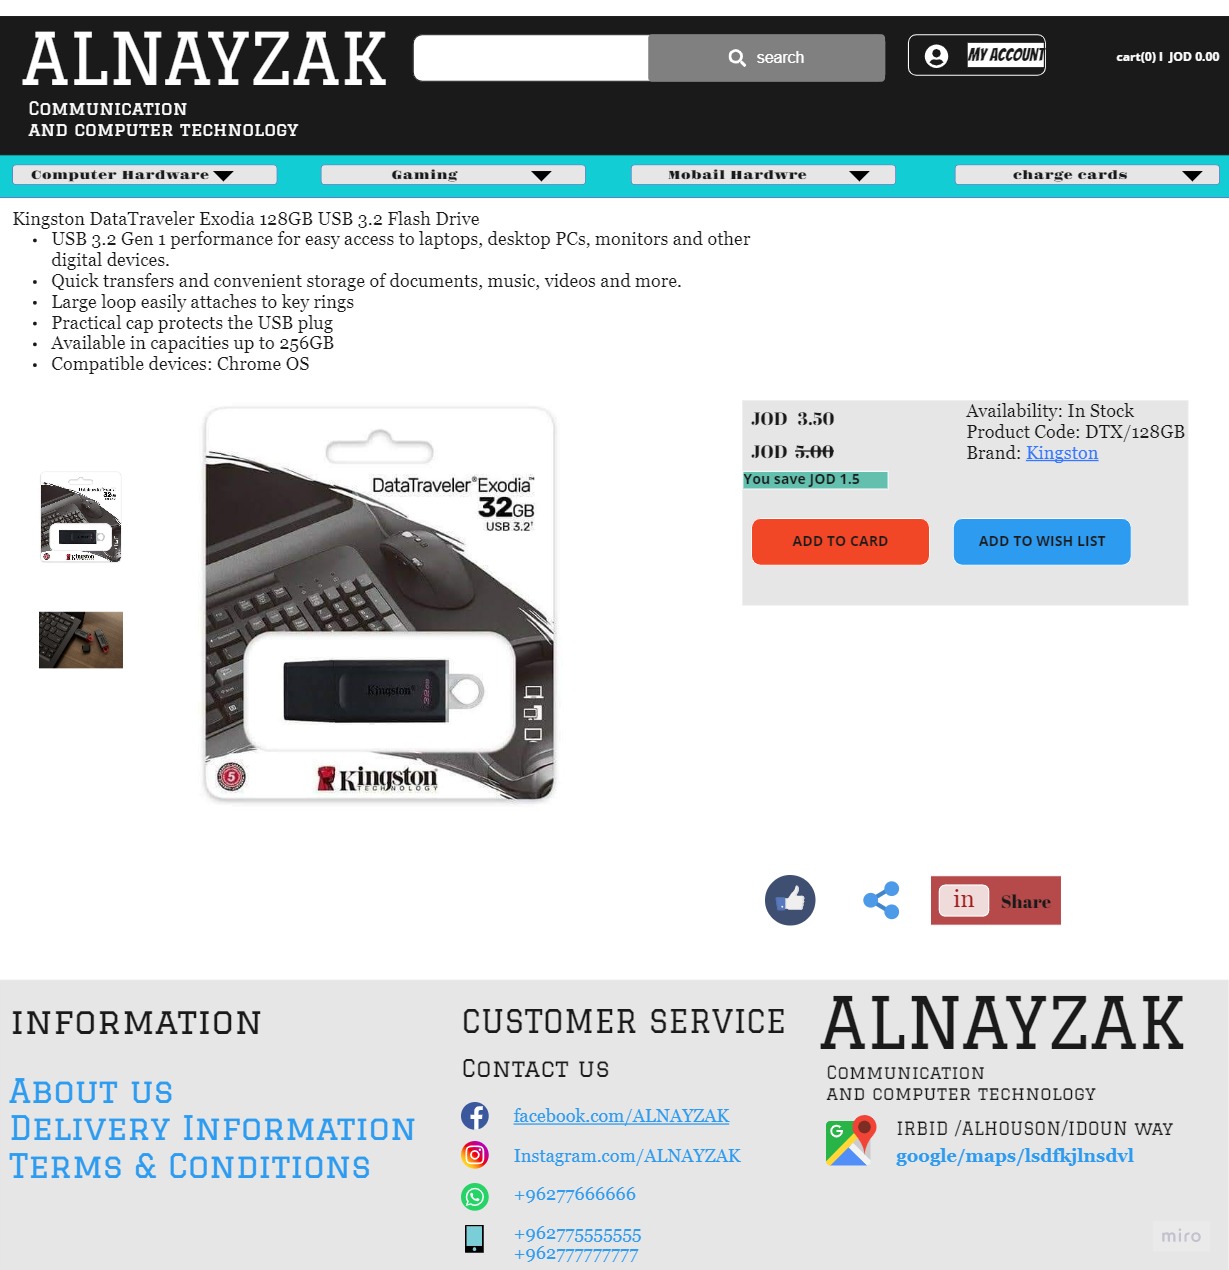 ALNAYZAK
Communication
and computer technology
search
MY ACCOUNT
cart(0) I JOD 0.00
Computer Hardware
Gaming
Mobail Hardwre
charge cards
Kingston DataTraveler Exodia 128GB USB 3.2 Flash Drive
• USB 3.2 Gen 1 performance for easy access to laptops, desktop PCs, monitors and other
digital devices.
• Quick transfers and convenient storage of documents, music, videos and more.
• Large loop easily attaches to key rings
• Practical cap protects the USB plug
• Available in capacities up to 256GB
• Compatible devices: Chrome OS
DataTraveler® Exodia™
32GB
Kingston
DataTraveler®Exodia™
32GB
USB 3.2¹
Kingston
32GB
5
Kingston
TECHNOLOGY
JOD 3.50
JOD 5.00
You save JOD 1.5
Availability: In Stock
Product Code: DTX/128GB
Brand: Kingston
ADD TO CARD
ADD TO WISH LIST
in Share
INFORMATION
About us
Delivery Information
Terms & Conditions
CUSTOMER SERVICE
Contact us
facebook.com/ALNAYZAK
Instagram.com/ALNAYZAK
+96277666666
+962775555555
+962777777777
ALNAYZAK
Communication
and computer technology
G
IRBID /ALHOUSON/IDOUN way
google/maps/lsdfkjlnsdvl
miro